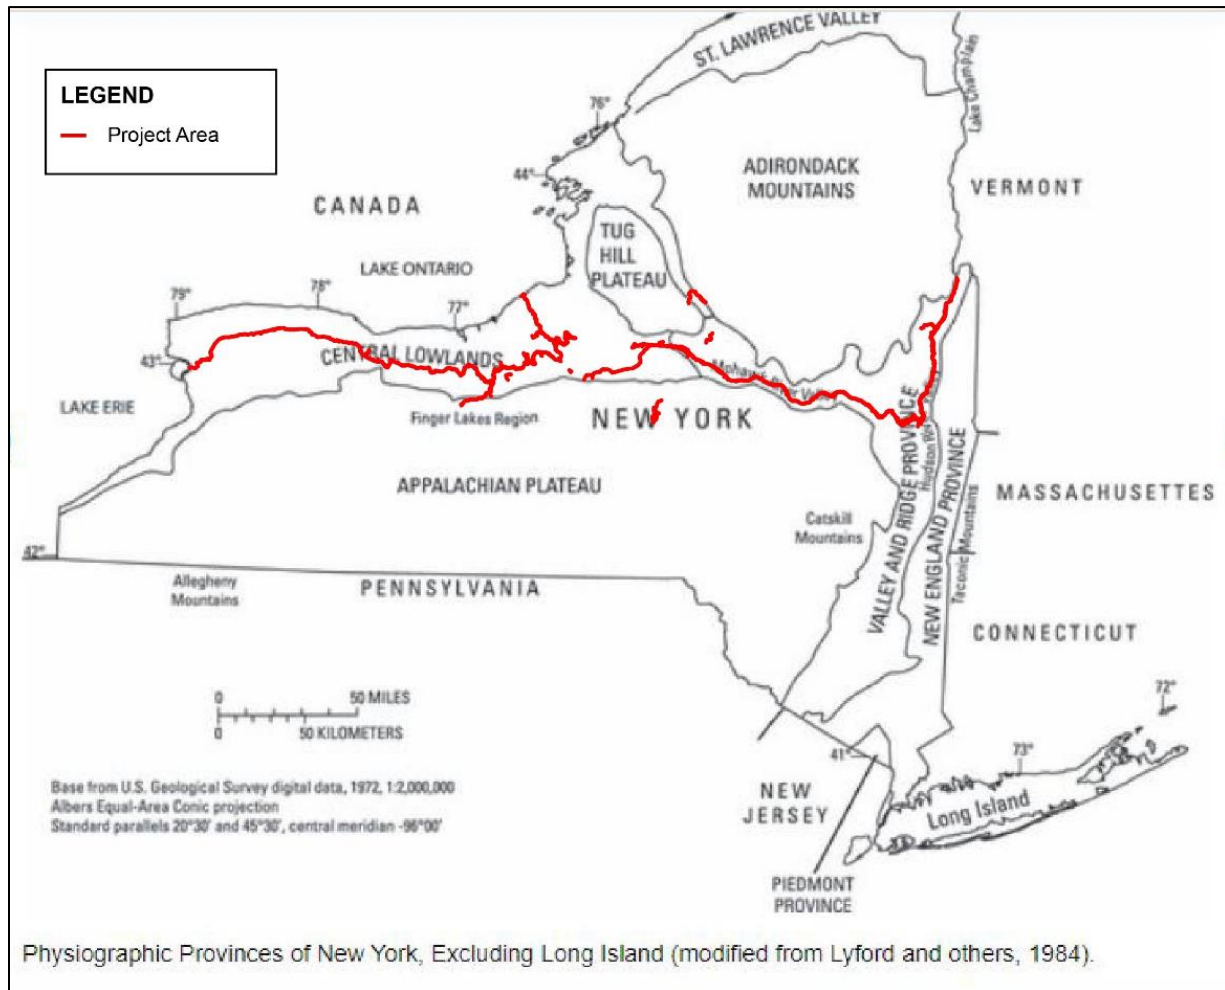 LEGEND
Project Area
ST. LAWRENCE VALLEY
Lake Champlain
76°
44°
ADIRONDACK
MOUNTAINS
VERMONT
CANADA
TUG
HILL
PLATEAU
LAKE ONTARIO
79°
78°
77°
43°
CENTRAL LOWLANDS
Mohawk River Valley
LAKE ERIE
Finger Lakes Region
NEW YORK
APPALACHIAN PLATEAU
VALLEY AND RIDGE PROVINCE
NEW ENGLAND PROVINCE
Taconic Mountains
MASSACHUSETTS
Catskill
Mountains
42°
Allegheny
Mountains
PENNSYLVANIA
CONNECTICUT
0 50 MILES
0 50 KILOMETERS
72°
73°
41°
NEW
JERSEY
Long Island
Base from U.S. Geological Survey digital data, 1972, 1:2,000,000
Albers Equal-Area Conic projection
Standard parallels 20°30' and 45°30', central meridian -96°00'
PIEDMONT
PROVINCE
Physiographic Provinces of New York, Excluding Long Island (modified from Lyford and others, 1984).